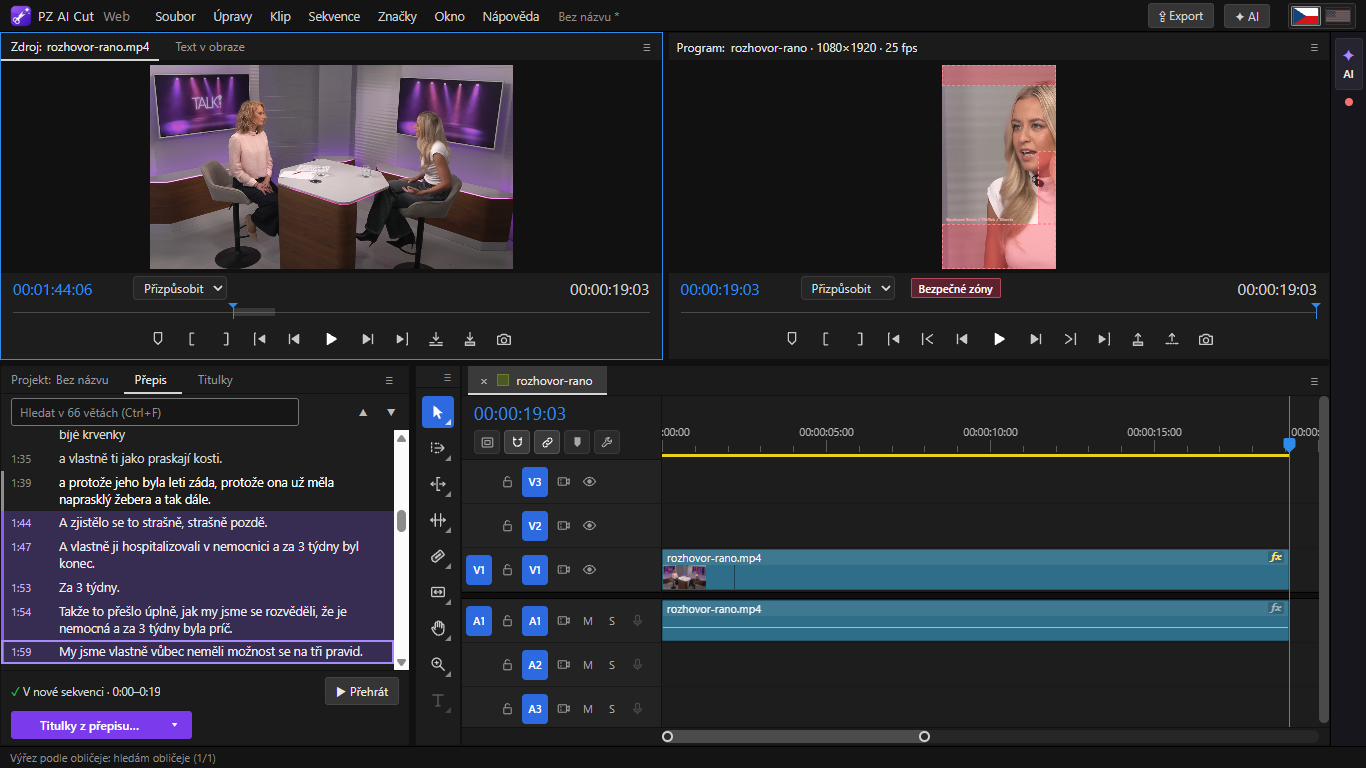 PZ AI Cut Web Soubor Úpravy Klip Sekvence Značky Okno Nápověda Bez názvu * Export AI
Zdroj: rozhovor-rano.mp4 Text v obraze
Program: rozhovor-rano · 1080×1920 · 25 fps
AI
TALK!
00:01:44:06 Přizpůsobit 00:00:19:03
00:00:19:03 Přizpůsobit Bezpečné zóny 00:00:19:03
Projekt: Bez názvu Přepis Titulky
Hledat v 66 větách (Ctrl+F)
bíjé krvenky
1:35 a vlastně ti jako praskají kosti.
1:39 a protože jeho byla leti záda, protože ona už měla
naprasklý žebera a tak dále.
1:44 A zjistělo se to strašně, strašně pozdě.
1:47 A vlastně ji hospitalizovali v nemocnici a za 3 týdny byl
konec.
1:53 Za 3 týdny.
1:54 Takže to přešlo úplně, jak my jsme se rozvěděli, že je
nemocná a za 3 týdny byla príč.
1:59 My jsme vlastně vůbec neměli možnost se na tři pravid.
✓ V nové sekvenci · 0:00–0:19 Přehrát
Titulky z přepisu...
rozhovor-rano
00:00:19:03
:00:00 00:00:05:00 00:00:10:00 00:00:15:00 00:00:
V3
V2
V1 V1 rozhovor-rano.mp4 fx
A1 A1 M S rozhovor-rano.mp4 fx
A2 M S
A3 M S
Výřez podle obličeje: hledám obličeje (1/1)